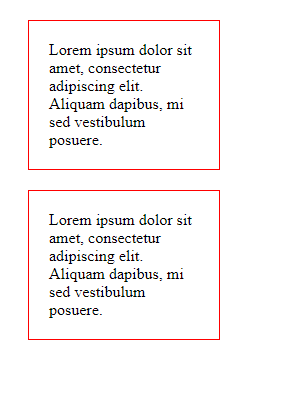 Lorem ipsum dolor sit
amet, consectetur
adipiscing elit.
Aliquam dapibus, mi
sed vestibulum
posuere.
Lorem ipsum dolor sit
amet, consectetur
adipiscing elit.
Aliquam dapibus, mi
sed vestibulum
posuere.